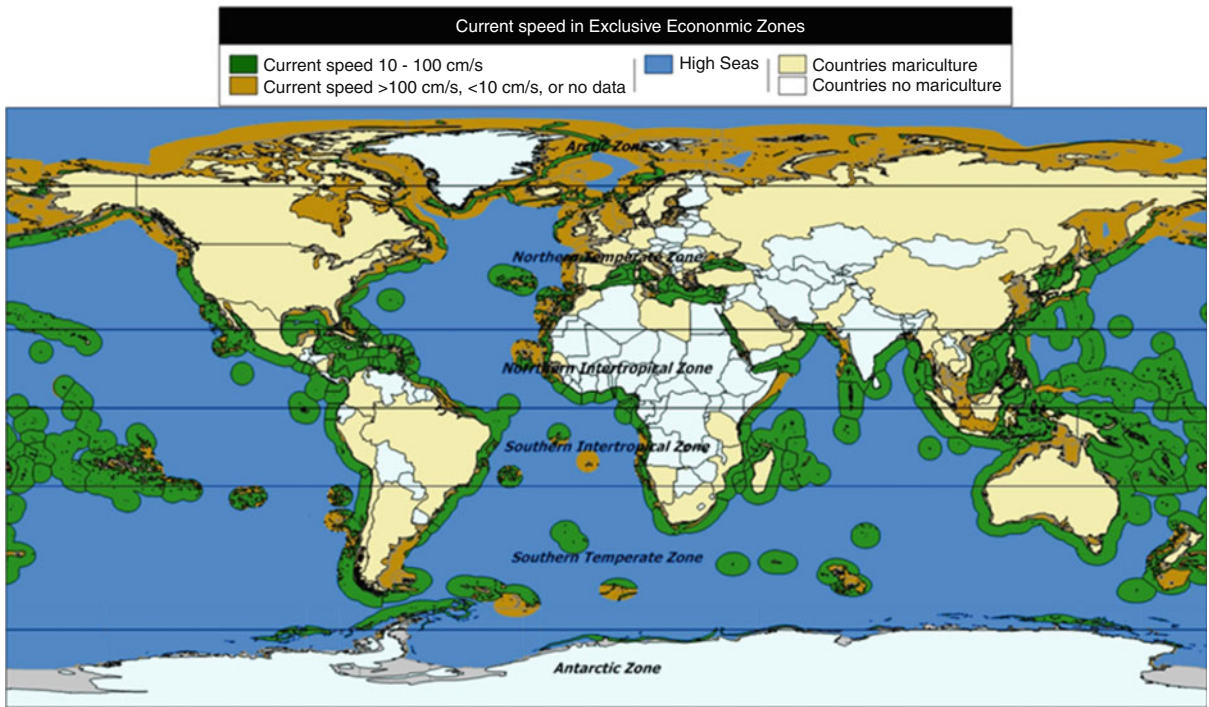 Current speed in Exclusive Econonmic Zones
Current speed 10 - 100 cm/s
High Seas
Countries mariculture
Current speed >100 cm/s, <10 cm/s, or no data
Countries no mariculture
Arctic Zone
Northern Temperate Zone
Norrthern Intertropical Zone
Southern Intertropical Zone
Southern Temperate Zone
Antarctic Zone